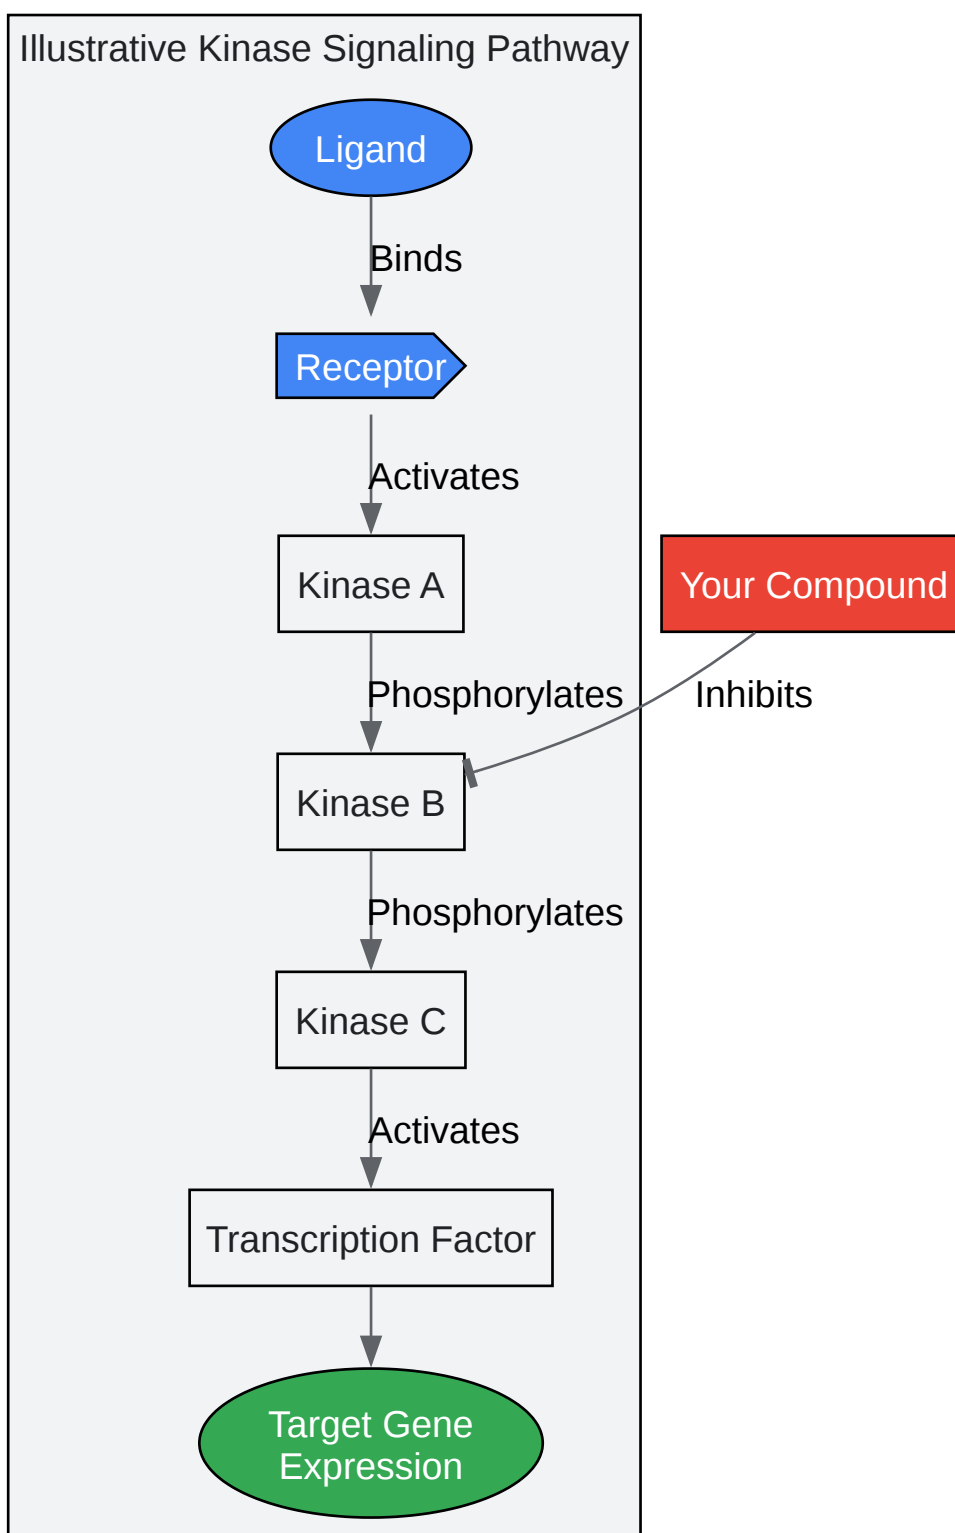 Illustrative Kinase Signaling Pathway
Ligand
Binds
Receptor
Activates
Kinase A
Your Compound
Phosphorylates
Inhibits
Kinase B
Phosphorylates
Kinase C
Activates
Transcription Factor
Target Gene
Expression